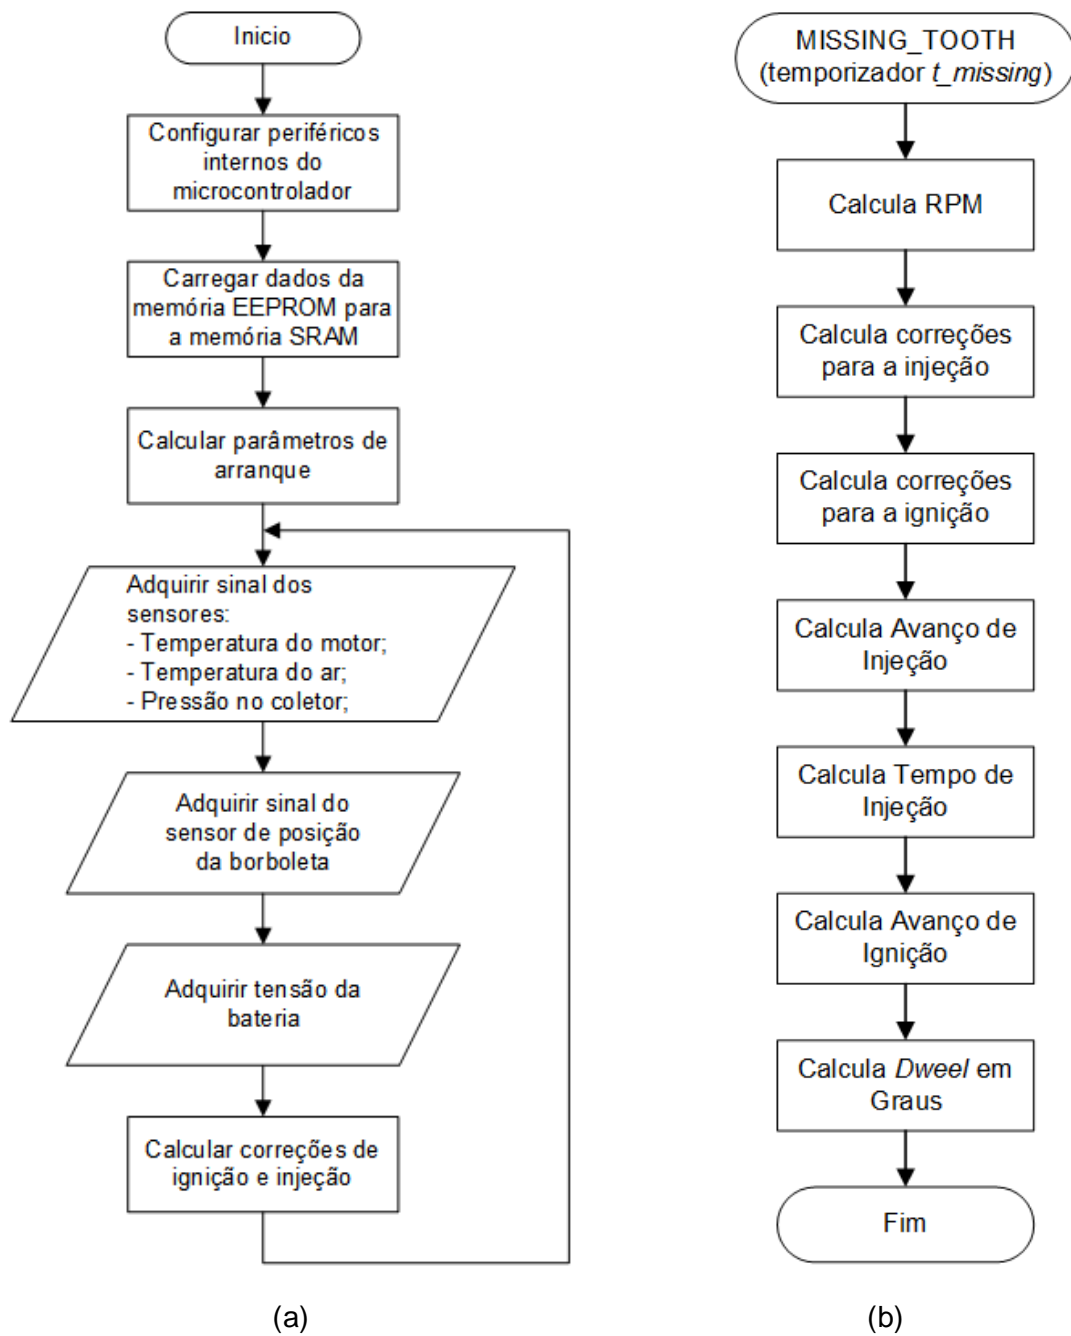 Inicio
Configurar periféricos
internos do
microcontrolador
Carregar dados da
memória EEPROM para
a memória SRAM
Calcular parâmetros de
arranque
Adquirir sinal dos
sensores:
- Temperatura do motor;
- Temperatura do ar;
- Pressão no coletor;
Adquirir sinal do
sensor de posição
da borboleta
Adquirir tensão da
bateria
Calcular correções de
ignição e injeção
(a)
MISSING_TOOTH
(temporizador t_missing)
Calcula RPM
Calcula correções
para a injeção
Calcula correções
para a ignição
Calcula Avanço de
Injeção
Calcula Tempo de
Injeção
Calcula Avanço de
Ignição
Calcula Dweel em
Graus
Fim
(b)